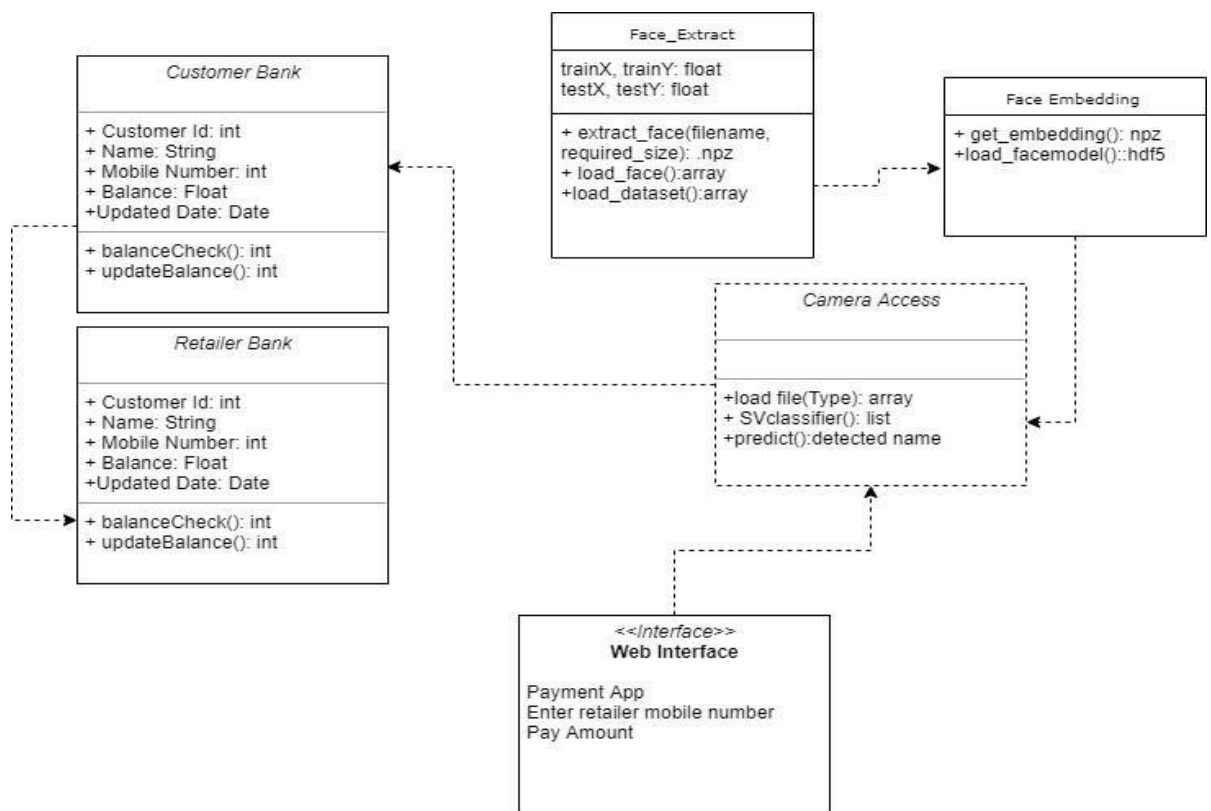 Customer Bank
+ Customer Id: int
+ Name: String
+ Mobile Number: int
+ Balance: Float
+Updated Date: Date
+ balanceCheck(): int
+ updateBalance(): int
Retailer Bank
+ Customer Id: int
+ Name: String
+ Mobile Number: int
+ Balance: Float
+Updated Date: Date
+ balanceCheck(): int
+ updateBalance(): int
Face_Extract
trainX, trainY: float
testX, testY: float
+ extract_face(filename,
required_size): .npz
+ load_face():array
+load_dataset():array
Face Embedding
+ get_embedding(): npz
+load_facemodel()::hdf5
Camera Access
+load file(Type): array
+ SVclassifier(): list
+predict():detected name
<<Interface>>
Web Interface
Payment App
Enter retailer mobile number
Pay Amount